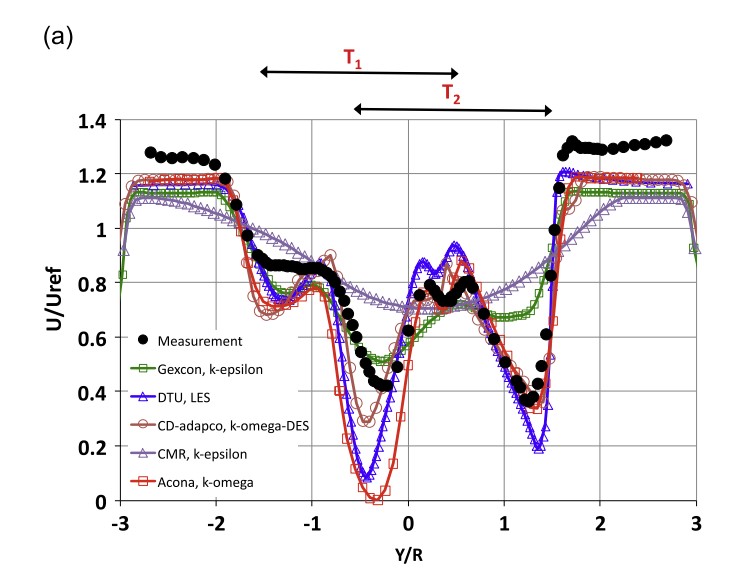 (a)
T1
T2
1.4
1.2
1
0.8
0.6
0.4
0.2
0
U/Uref
Measurement
Gexcon, k-epsilon
DTU, LES
CD-adapco, k-omega-DES
CMR, k-epsilon
Acona, k-omega
-3 -2 -1 0 1 2 3
Y/R